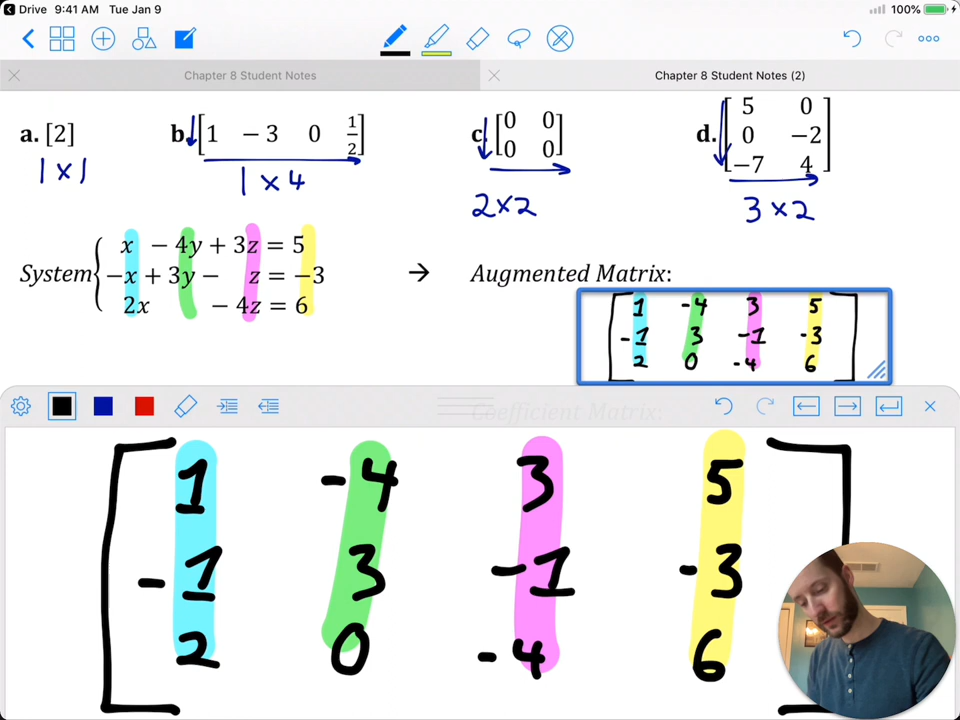 Drive 9:41 AM Tue Jan 9 100%
Chapter 8 Student Notes
Chapter 8 Student Notes (2)
a. [2]
1 x 1
b. [1 −3 0 1/2]
1 x 4
c. [0 0
0 0]
2x2
d. [5 0
0 −2
−7 4]
3 x 2
System { x − 4y + 3z = 5
−x + 3y − z = −3
2x − 4z = 6
→ Augmented Matrix:
[1 -4 3 5
-1 3 -1 -3
2 0 -4 6]
Coefficient Matrix:
[1 -4 3 5
-1 3 -1 -3
2 0 -4 6]